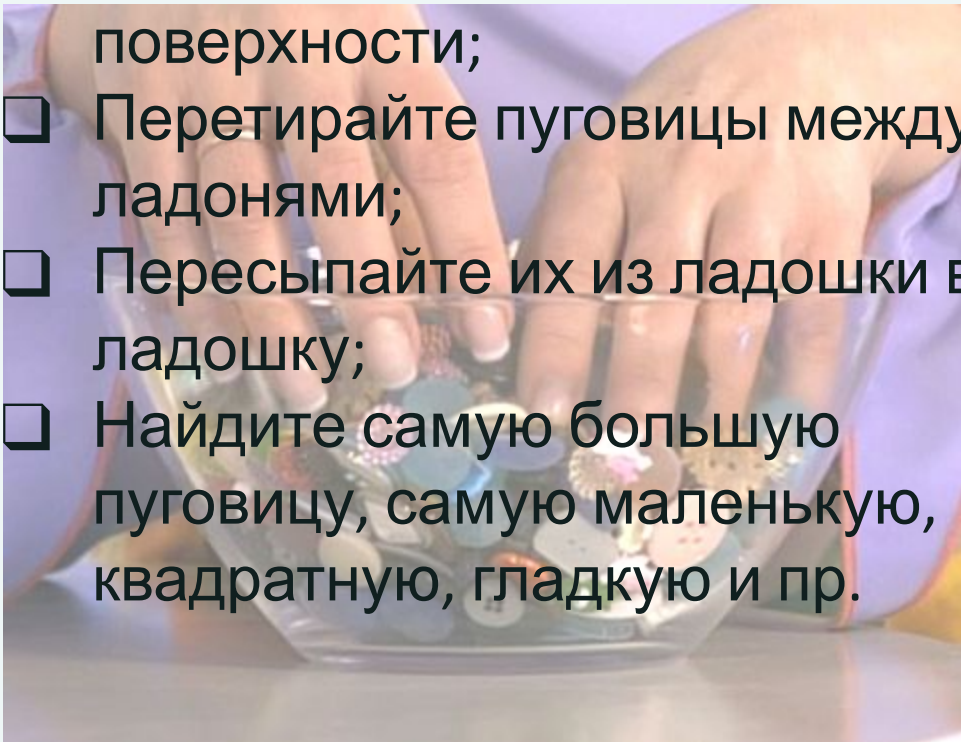 поверхности;
❑ Перетирайте пуговицы между
ладонями;
❑ Пересыпайте их из ладошки в
ладошку;
❑ Найдите самую большую
пуговицу, самую маленькую,
квадратную, гладкую и пр.